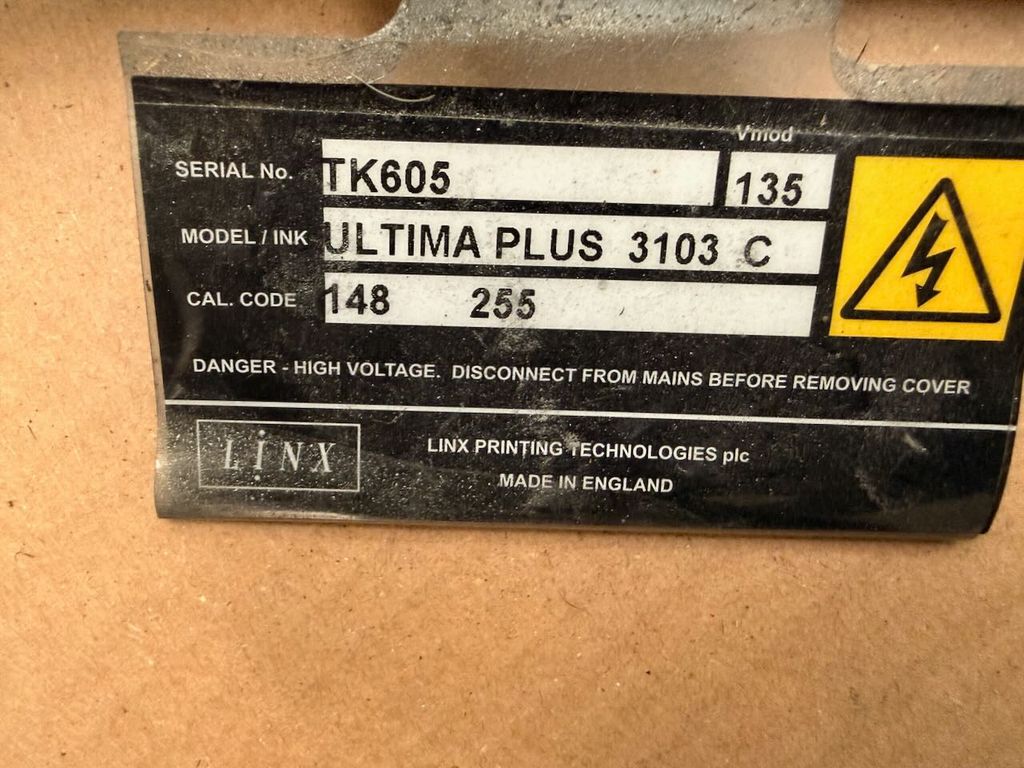 Vmod
SERIAL No. TK605 135
MODEL / INK ULTIMA PLUS 3103 C
CAL. CODE 148 255
DANGER - HIGH VOLTAGE. DISCONNECT FROM MAINS BEFORE REMOVING COVER
LINX
LINX PRINTING TECHNOLOGIES plc
MADE IN ENGLAND